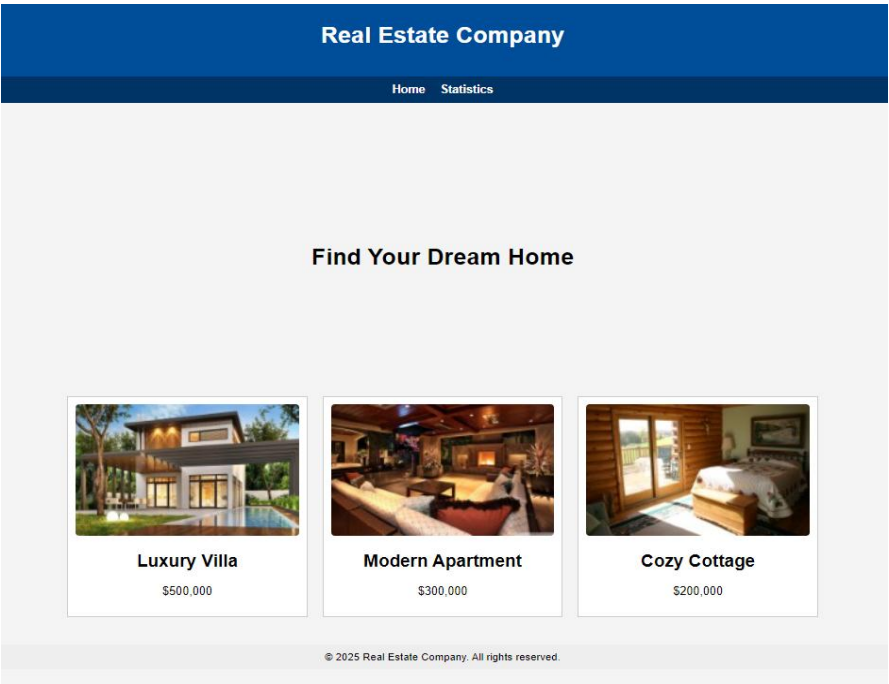 Real Estate Company
Home Statistics
Find Your Dream Home
Luxury Villa
$500,000
Modern Apartment
$300,000
Cozy Cottage
$200,000
© 2025 Real Estate Company. All rights reserved.